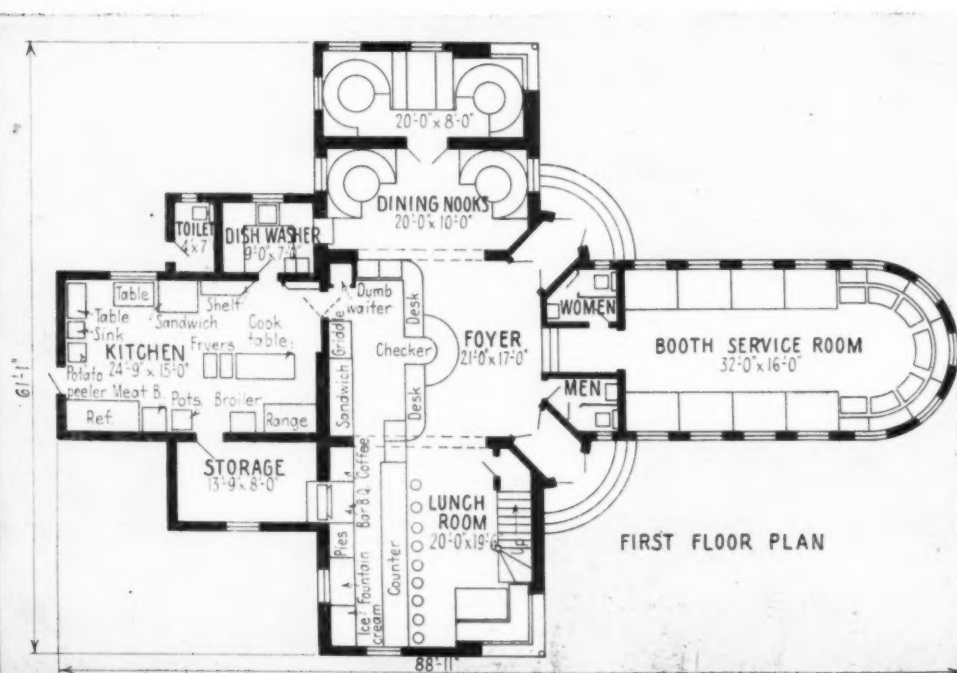 20'-0" x 8'-0"
DINING NOOKS
20'-0" x 10'-0"
TOILET
4' x 7'
DISH WASHER
Table
Sandwich
Shelf
Table
Sink
KITCHEN
24'-9" x 15'-0"
Fryers
Cook
table
Potato
peeler
Meat B.
Pots.
Broiler
Ref.
Range
Dumb
waiter
Griddle
Sandwich
Desk
Checker
Desk
FOYER
21'-0" x 17'-0"
WOMEN
MEN
BOOTH SERVICE ROOM
32'-0" x 16'-0"
STORAGE
13'-9" x 8'-0"
Coffee
Bar B Q
Pies
Fountain
Ice
cream
Counter
LUNCH
ROOM
20'-0" x 19'-6"
UP
FIRST FLOOR PLAN
61'-1"
88'-11"